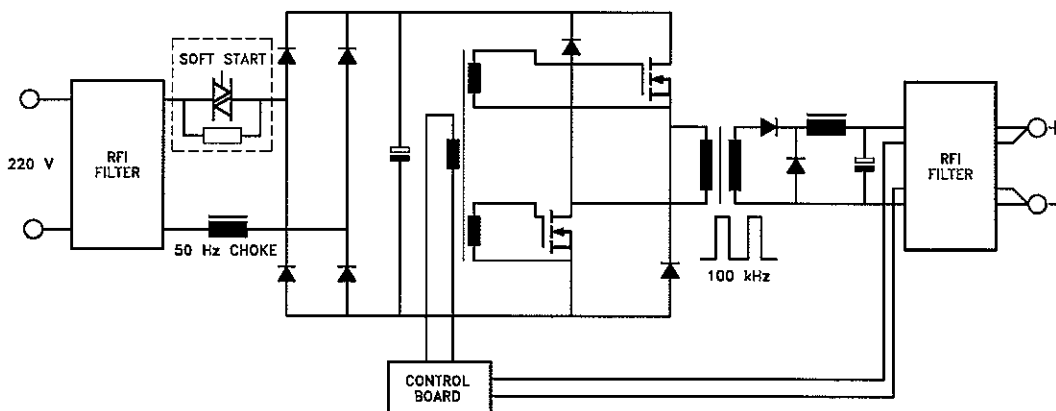 SOFT START
220 V
RFI
FILTER
50 Hz CHOKE
100 kHz
RFI
FILTER
+
-
CONTROL
BOARD